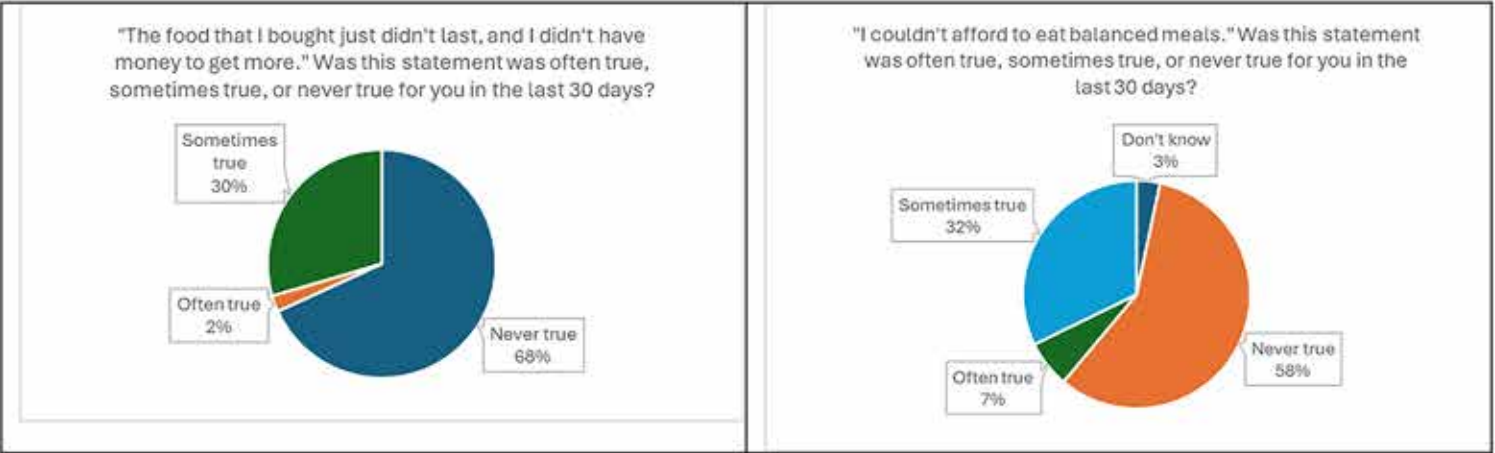 "The food that I bought just didn't last, and I didn't have
money to get more." Was this statement was often true,
sometimes true, or never true for you in the last 30 days?
Sometimes
true
30%
Often true
2%
Never true
68%
"I couldn't afford to eat balanced meals." Was this statement
was often true, sometimes true, or never true for you in the
last 30 days?
Don't know
3%
Sometimes true
32%
Often true
7%
Never true
58%